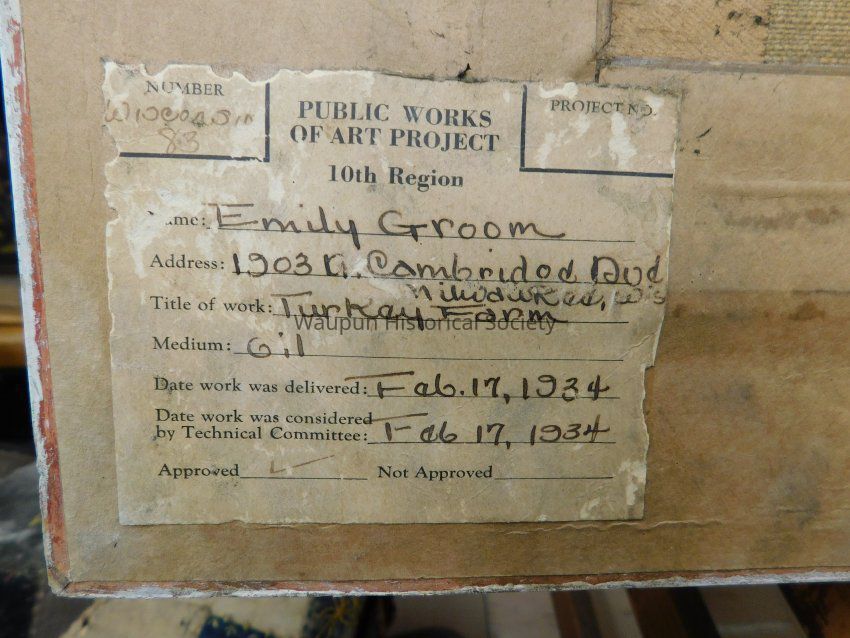 NUMBER
Wisconsin
83
PUBLIC WORKS
OF ART PROJECT
10th Region
PROJECT NO.
me: Emily Groom
Address: 1903 N. Cambridge Ave
Milwaukee, Wis
Title of work: Turkey Farm
Waupun Historical Society
Medium: Oil
Date work was delivered: Feb. 17, 1934
Date work was considered
by Technical Committee: Feb 17, 1934
Approved ✓ Not Approved